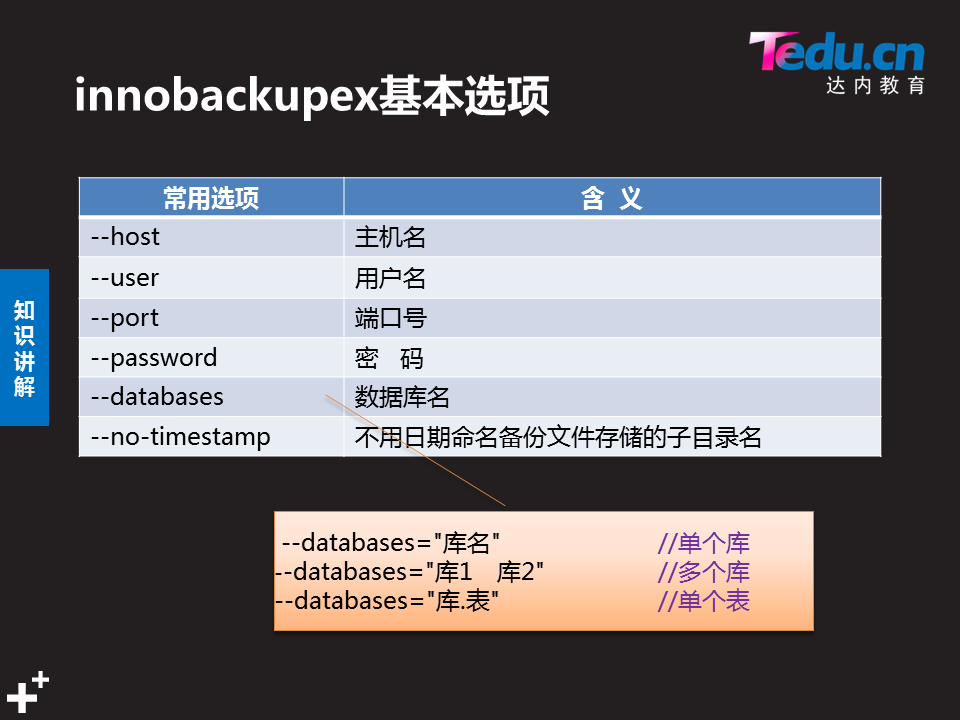 Tedu.cn
达内教育
innobackupex基本选项
常用选项 含 义
--host 主机名
--user 用户名
--port 端口号
--password 密 码
--databases 数据库名
--no-timestamp 不用日期命名备份文件存储的子目录名
知识讲解
--databases="库名" //单个库
--databases="库1 库2" //多个库
--databases="库.表" //单个表